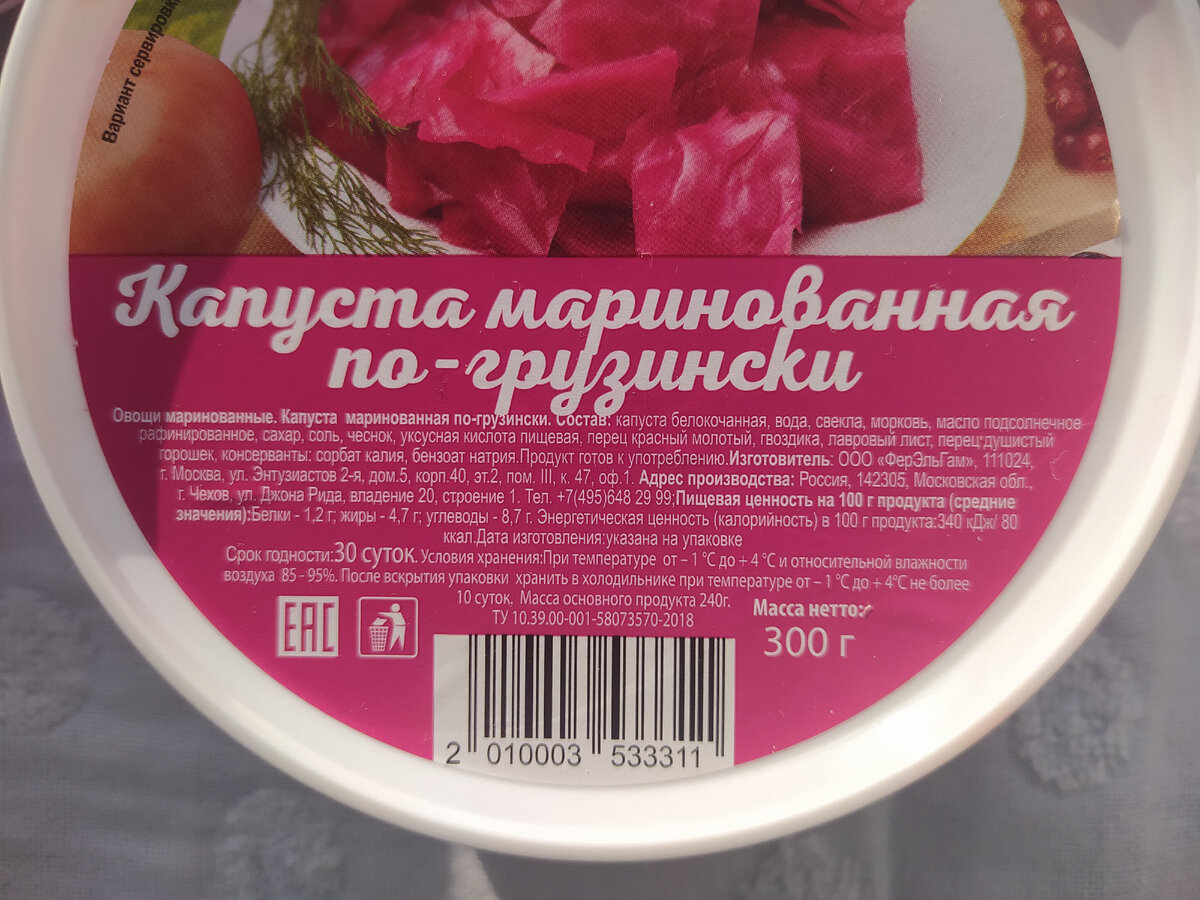 Вариант сервировки
Капуста маринованная
по-грузински
Овощи маринованные. Капуста маринованная по-грузински. Состав: капуста белокочанная, вода, свекла, морковь, масло подсолнечное
рафинированное, сахар, соль, чеснок, уксусная кислота пищевая, перец красный молотый, гвоздика, лавровый лист, перец душистый
горошек, консерванты: сорбат калия, бензоат натрия.Продукт готов к употреблению.Изготовитель: ООО «ФерЭльГам», 111024,
г. Москва, ул. Энтузиастов 2-я, дом.5, корп.40, эт.2, пом. III, к. 47, оф.1. Адрес производства: Россия, 142305, Московская обл.,
г. Чехов, ул. Джона Рида, владение 20, строение 1. Тел. +7(495)648 29 99;Пищевая ценность на 100 г продукта (средние
значения):Белки - 1,2 г; жиры - 4,7 г; углеводы - 8,7 г. Энергетическая ценность (калорийность) в 100 г продукта:340 кДж/ 80
ккал.Дата изготовления:указана на упаковке
Срок годности:30 суток. Условия хранения:При температуре от – 1 °С до + 4 °С и относительной влажности
воздуха 85 - 95%. После вскрытия упаковки хранить в холодильнике при температуре от – 1 °С до + 4°С не более
10 суток. Масса основного продукта 240г.
ТУ 10.39.00-001-58073570-2018
Масса нетто:
300 г
ЕАС
2 010003 533311